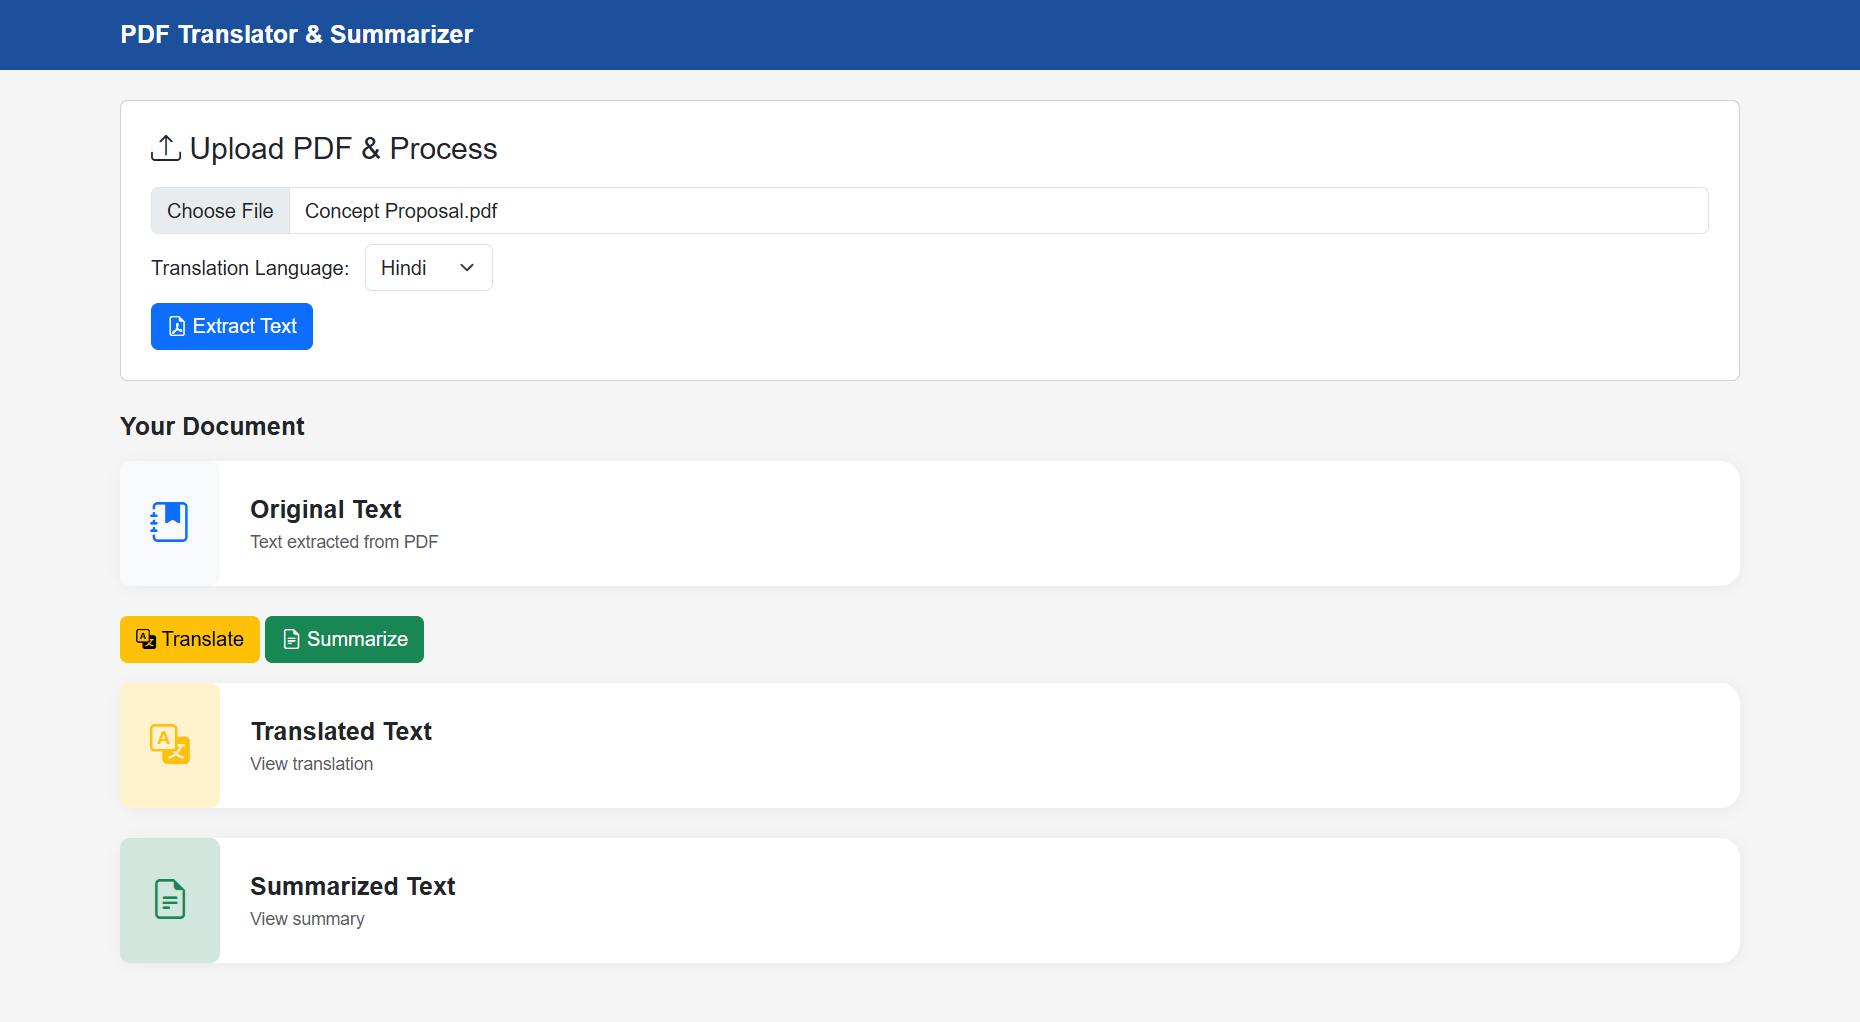 PDF Translator & Summarizer
Upload PDF & Process
Choose File Concept Proposal.pdf
Translation Language: Hindi
Extract Text
Your Document
Original Text
Text extracted from PDF
Translate Summarize
Translated Text
View translation
Summarized Text
View summary